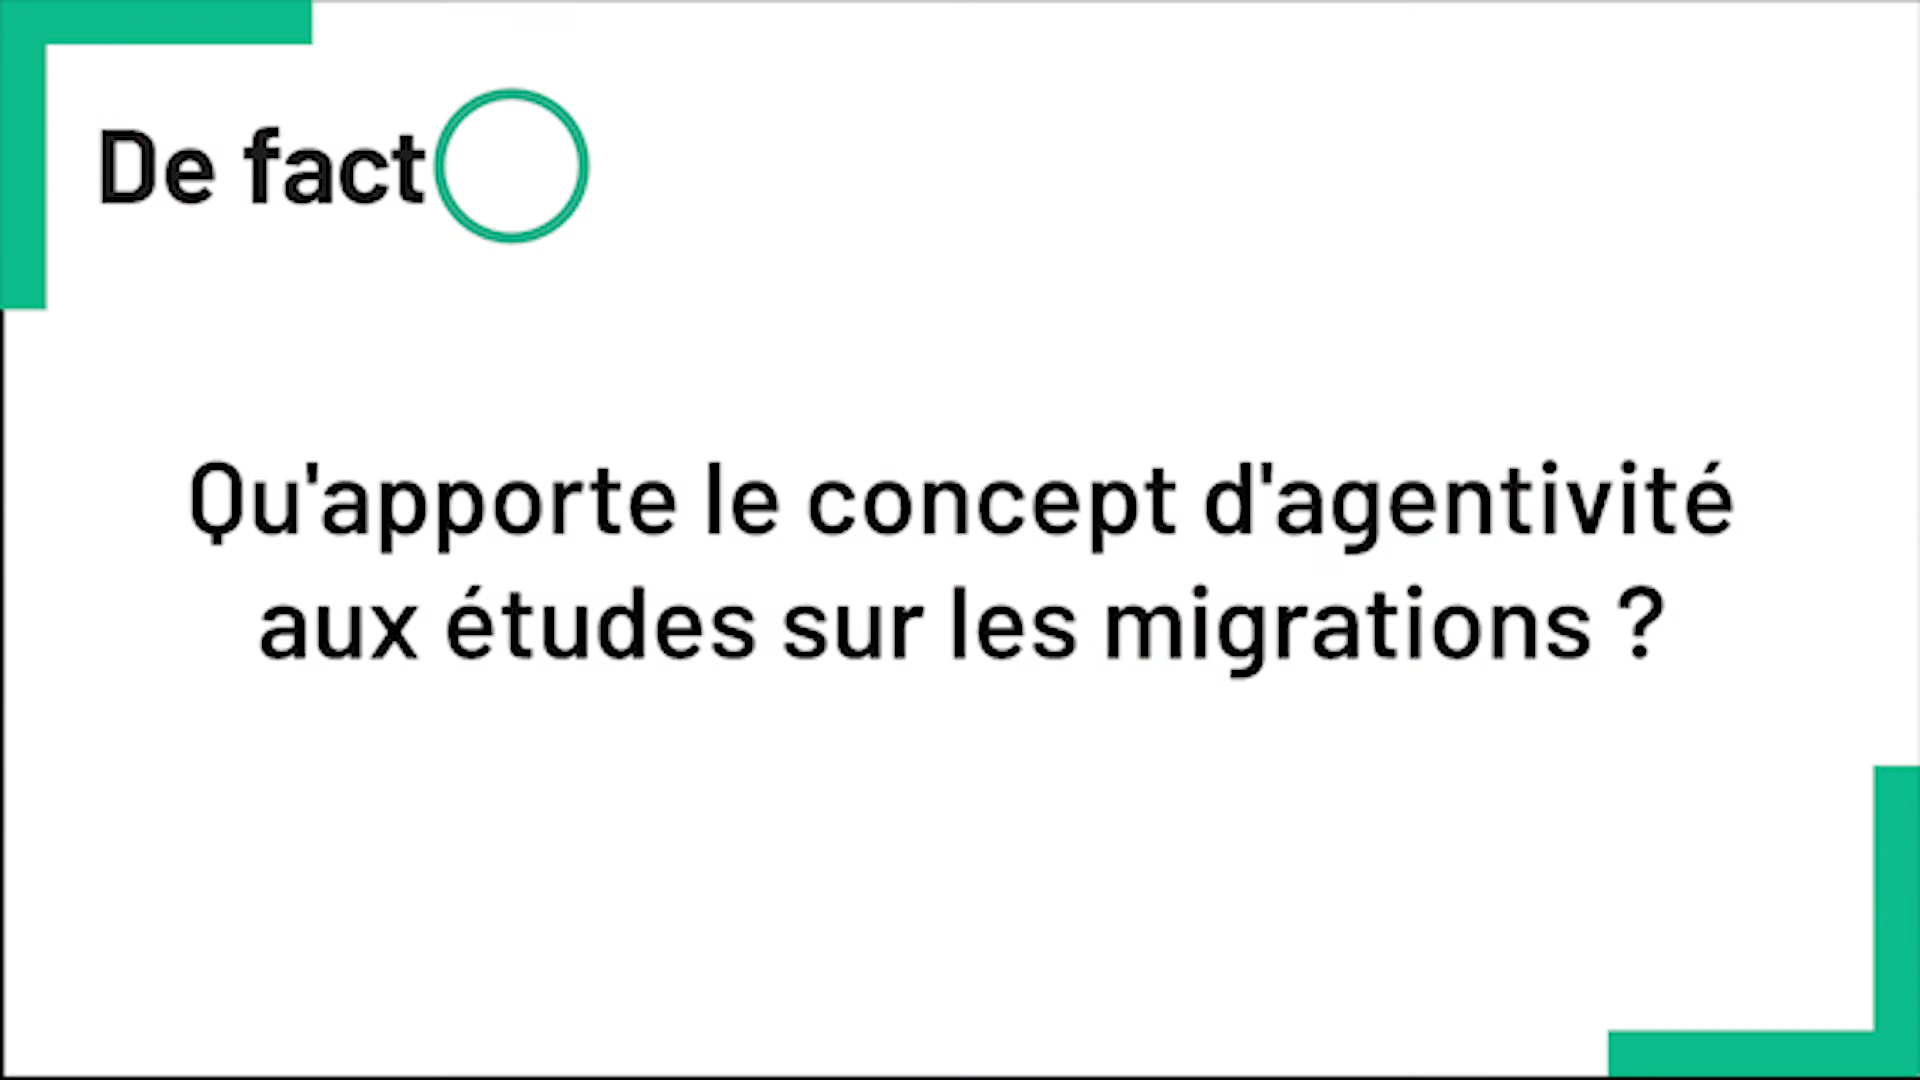 De facto
Qu'apporte le concept d'agentivité
aux études sur les migrations ?